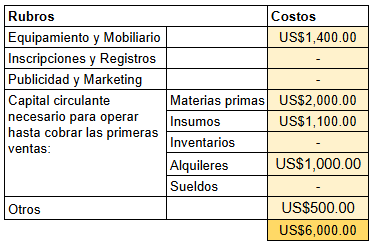 Rubros Costos
Equipamiento y Mobiliario US$1,400.00
Inscripciones y Registros -
Publicidad y Marketing -
Capital circulante Materias primas US$2,000.00
necesario para operar Insumos US$1,100.00
hasta cobrar las primeras Inventarios -
ventas: Alquileres US$1,000.00
Sueldos -
Otros US$500.00
US$6,000.00